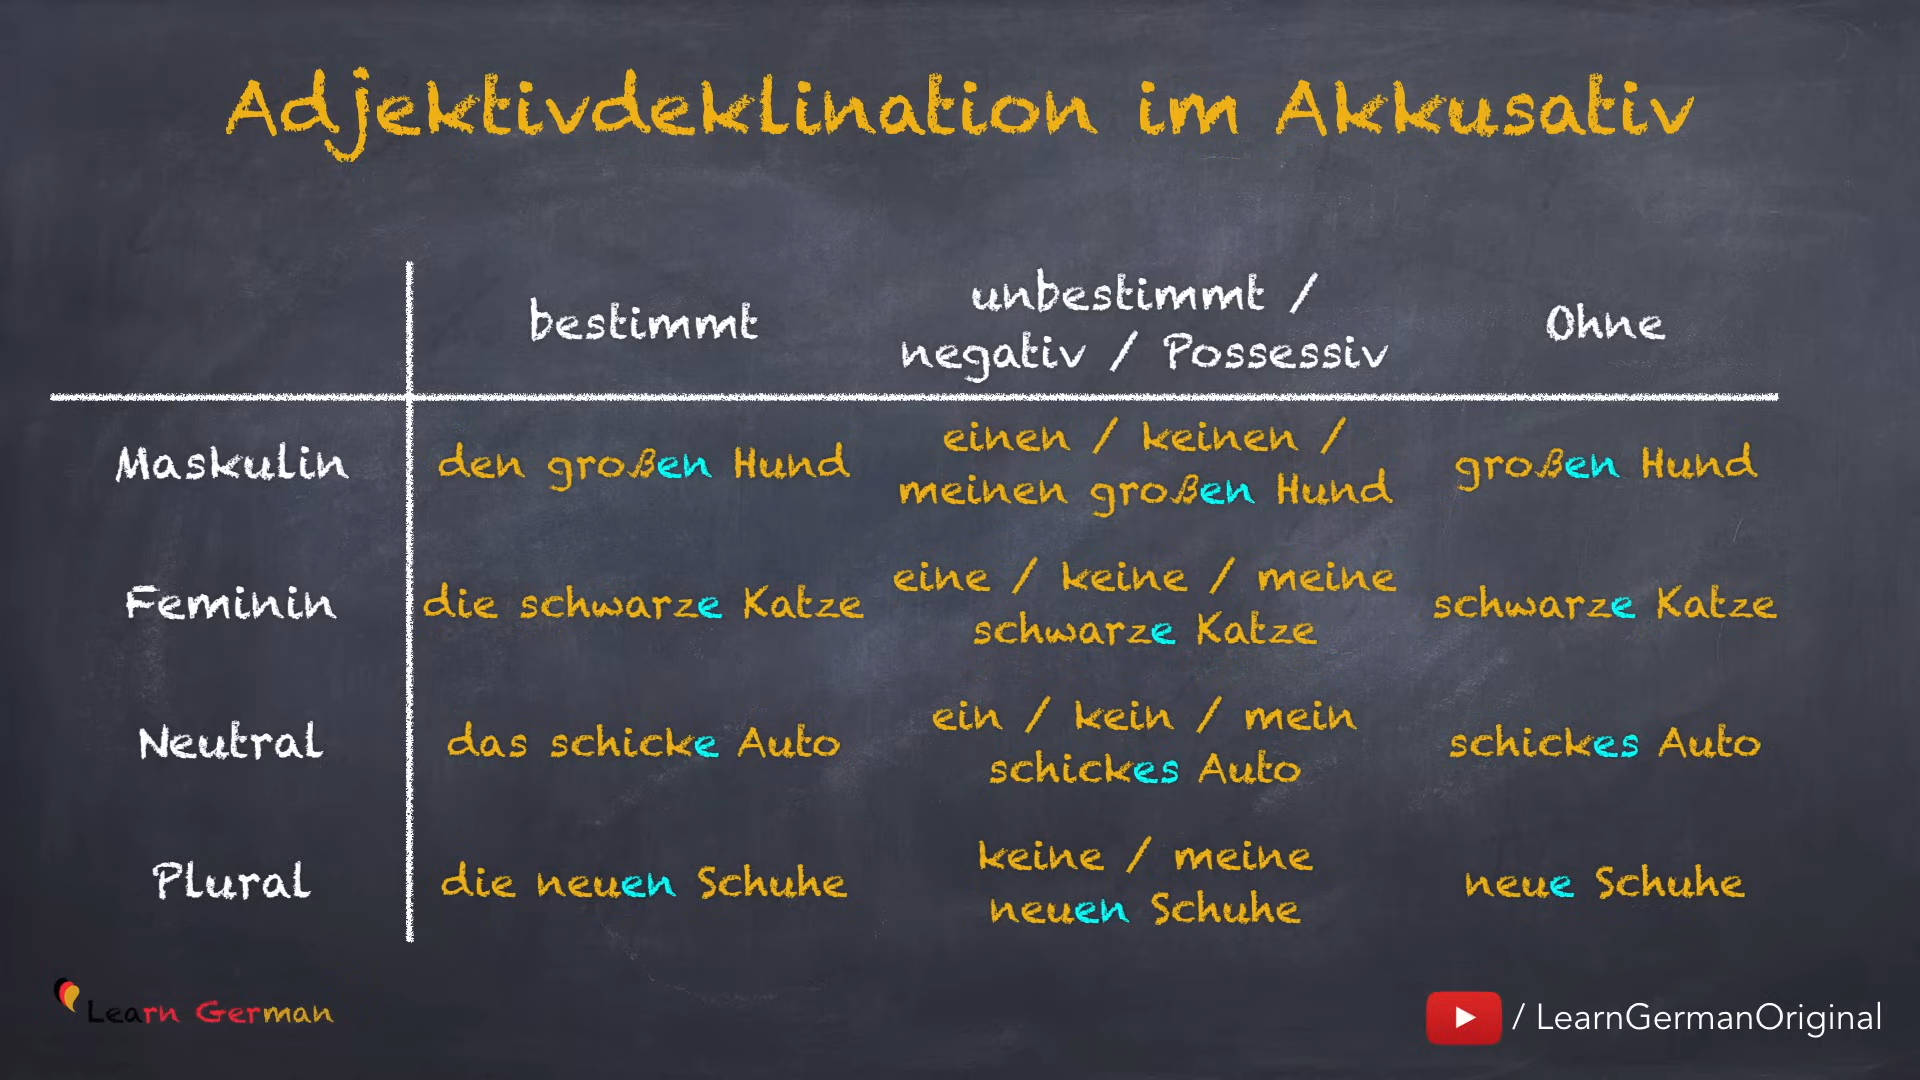 Adjektivdeklination im Akkusativ
bestimmt
unbestimmt /
negativ / Possessiv
Ohne
Maskulin
den großen Hund
einen / keinen /
meinen großen Hund
großen Hund
Feminin
die schwarze Katze
eine / keine / meine
schwarze Katze
schwarze Katze
Neutral
das schicke Auto
ein / kein / mein
schickes Auto
schickes Auto
Plural
die neuen Schuhe
keine / meine
neuen Schuhe
neue Schuhe
Learn German
/ LearnGermanOriginal